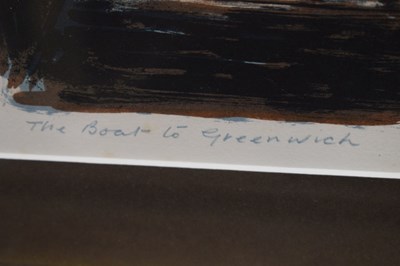 The Boat to Greenwich